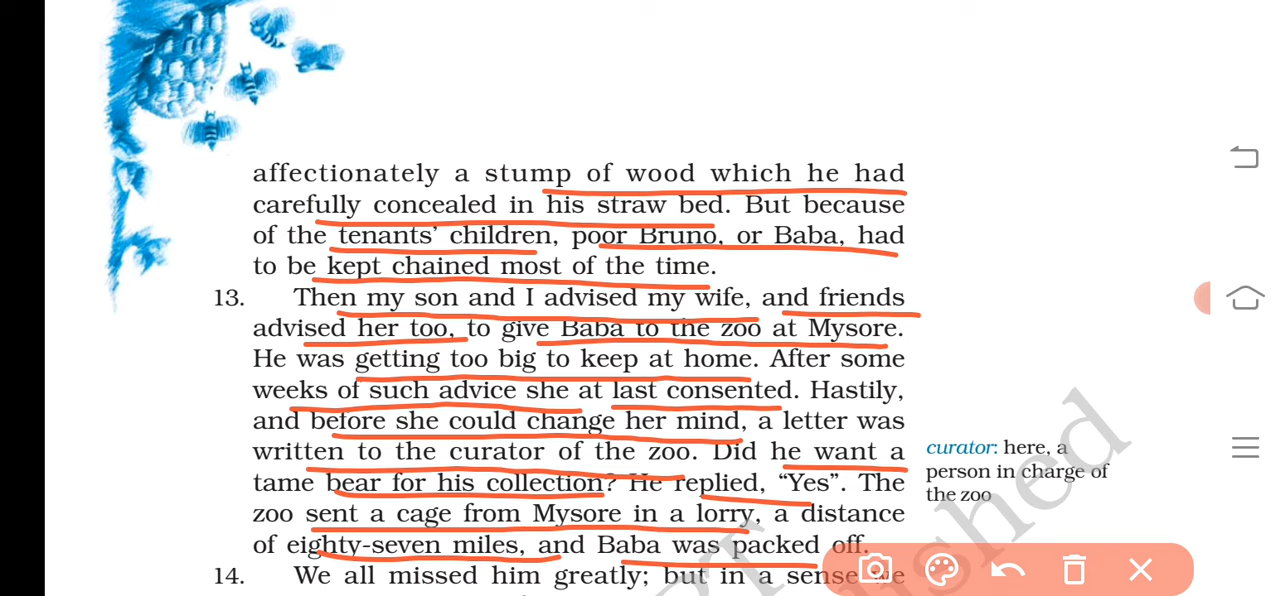 affectionately a stump of wood which he had
carefully concealed in his straw bed. But because
of the tenants' children, poor Bruno, or Baba, had
to be kept chained most of the time.
13. Then my son and I advised my wife, and friends
advised her too, to give Baba to the zoo at Mysore.
He was getting too big to keep at home. After some
weeks of such advice she at last consented. Hastily,
and before she could change her mind, a letter was
written to the curator of the zoo. Did he want a
tame bear for his collection? He replied, “Yes”. The
zoo sent a cage from Mysore in a lorry, a distance
of eighty-seven miles, and Baba was packed off.
14. We all missed him greatly; but in a sense we
curator: here, a
person in charge of
the zoo